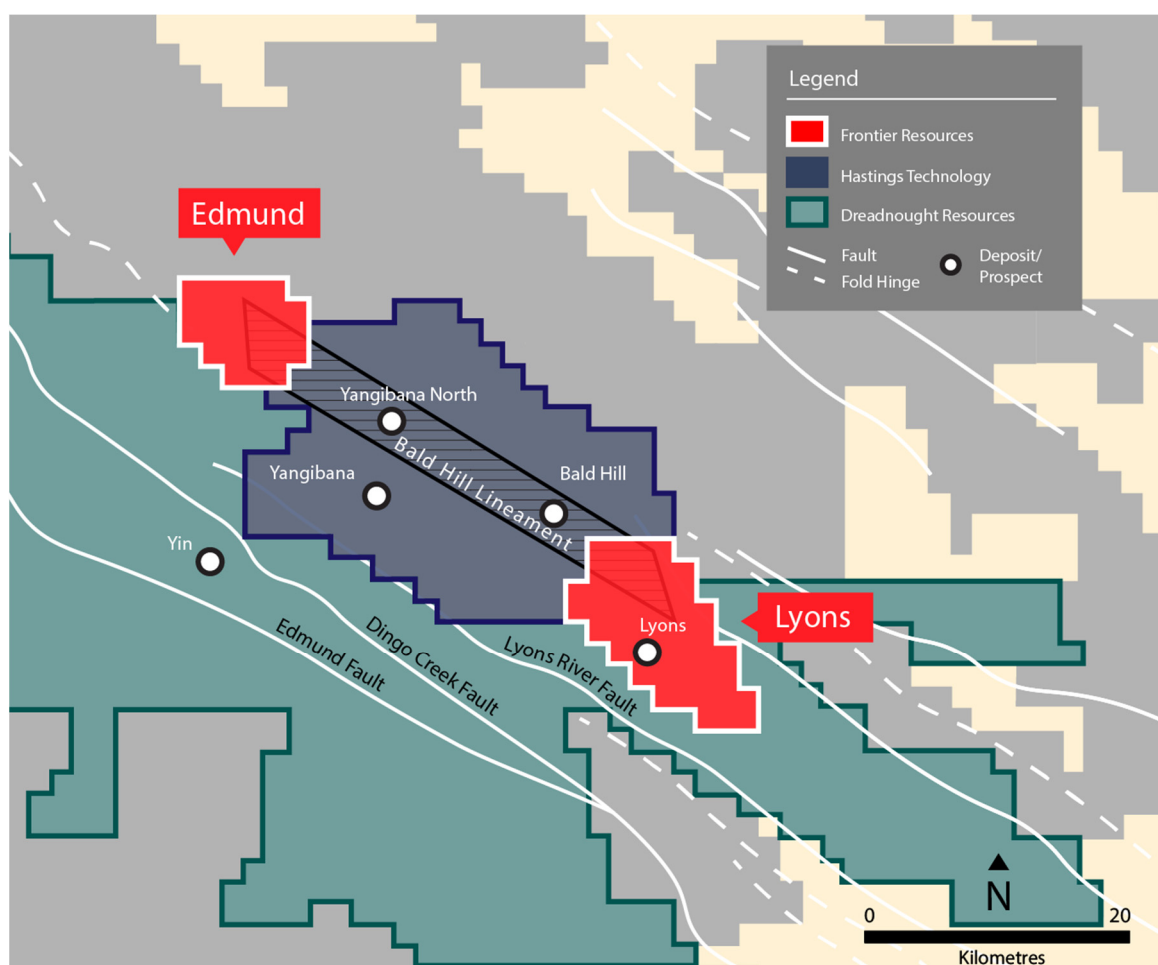 Legend
Frontier Resources
Hastings Technology
Dreadnought Resources
Fault
Fold Hinge
Deposit/
Prospect
Edmund
Yangibana North
Bald Hill Lineament
Bald Hill
Yangibana
Yin
Lyons
Lyons
Edmund Fault
Dingo Creek Fault
Lyons River Fault
N
0 20
Kilometres